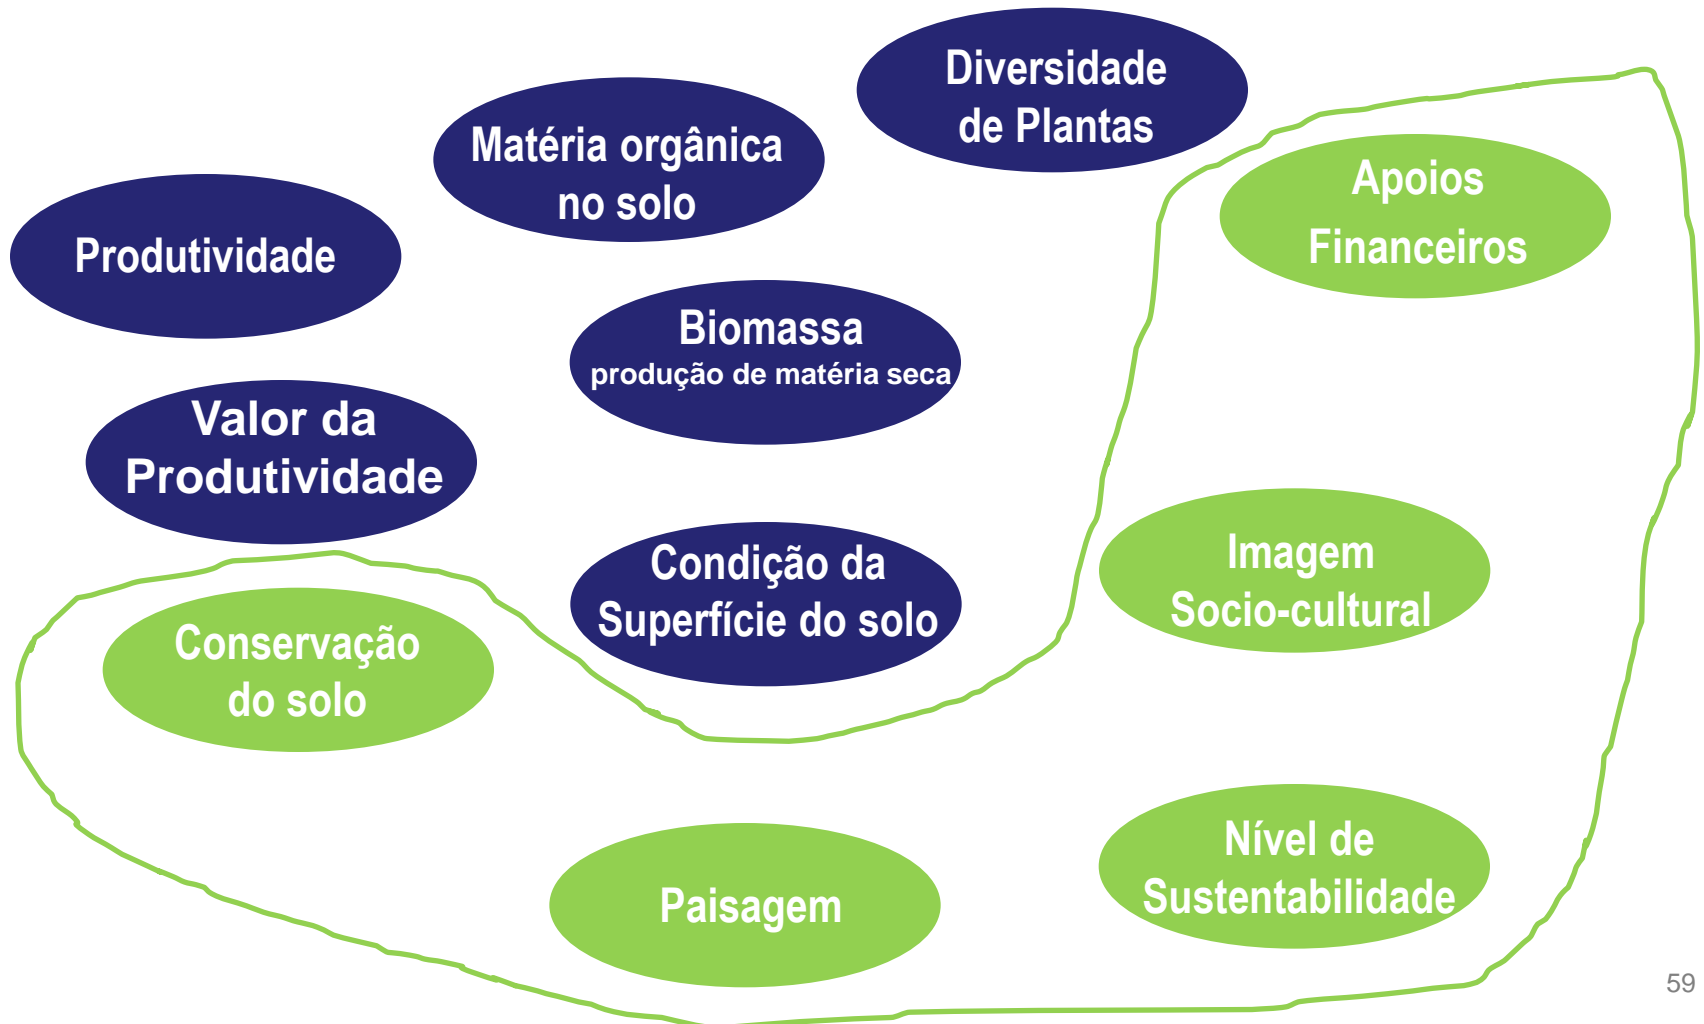 Diversidade
de Plantas
Matéria orgânica
no solo
Apoios
Financeiros
Produtividade
Biomassa
produção de matéria seca
Valor da
Produtividade
Condição da
Superfície do solo
Imagem
Socio-cultural
Conservação
do solo
Nível de
Sustentabilidade
Paisagem
59